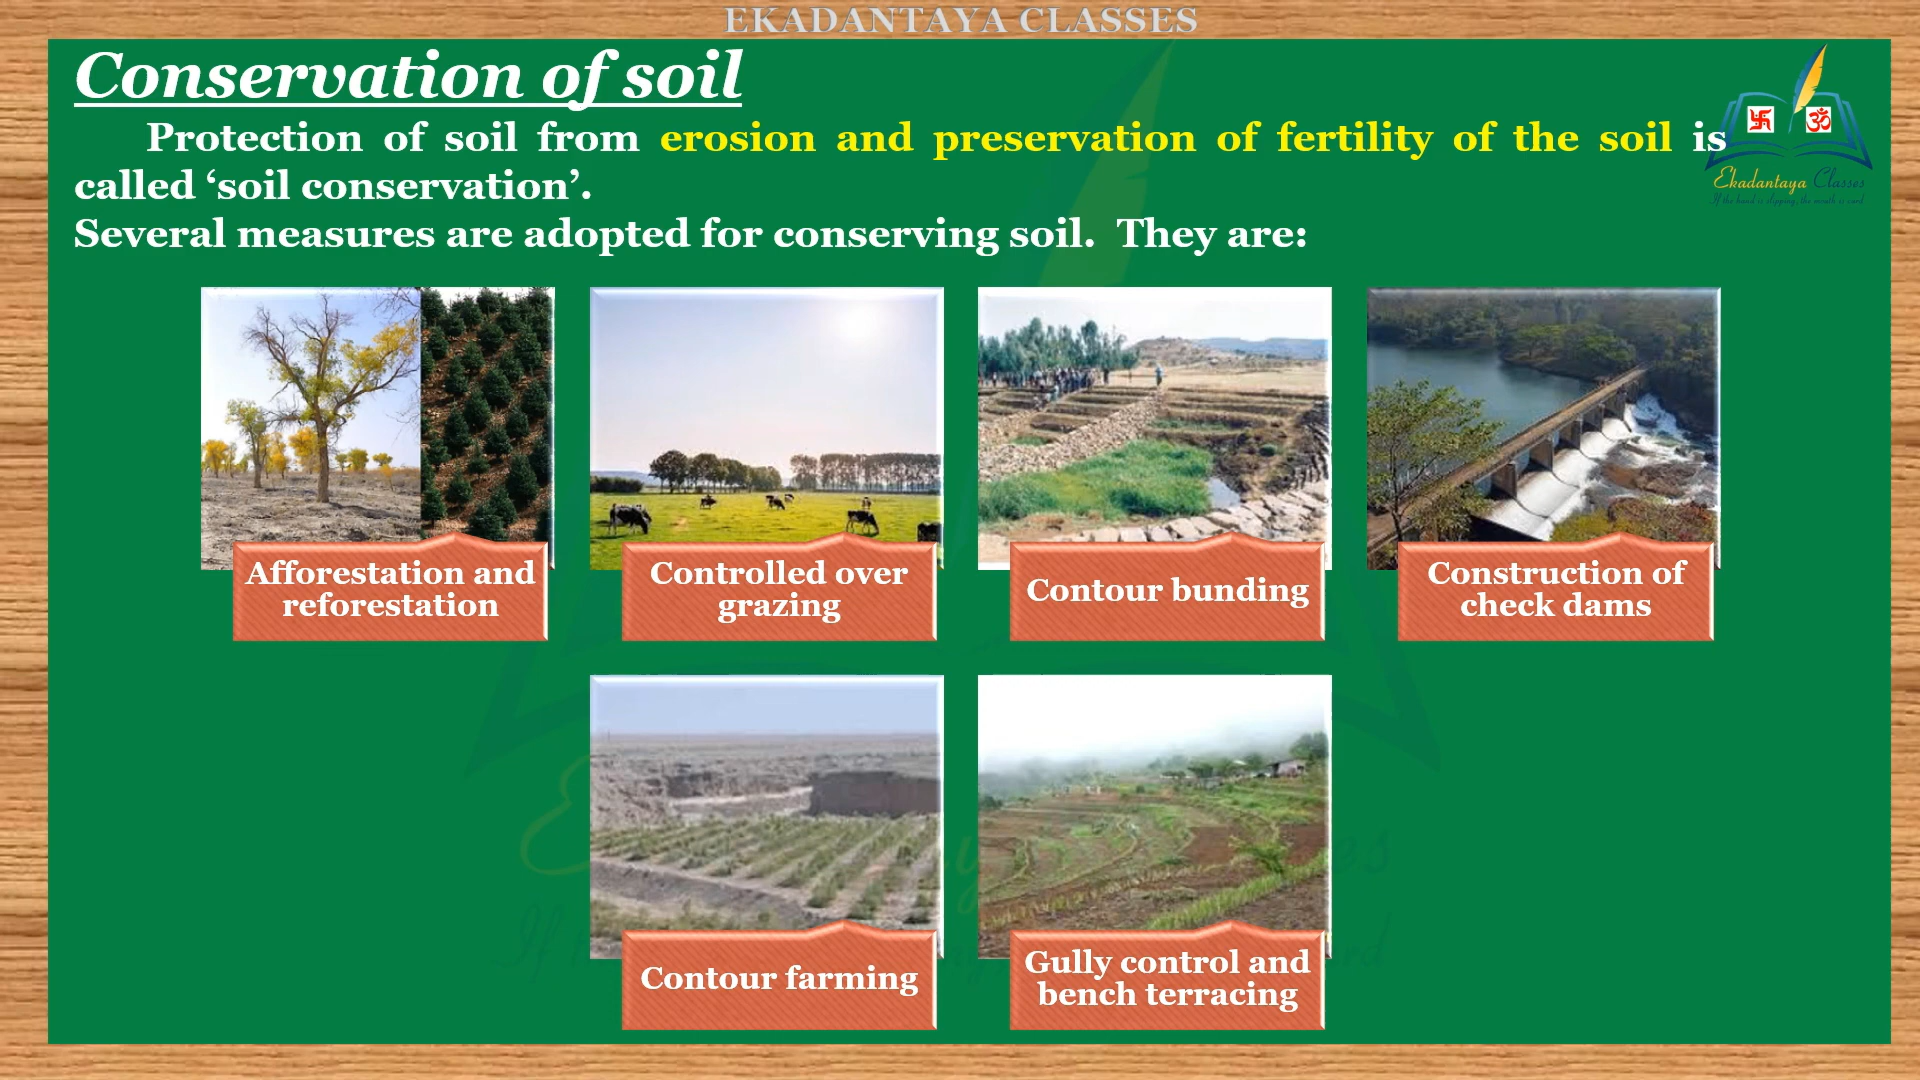 EKADANTAYA CLASSES
Conservation of soil
Protection of soil from erosion and preservation of fertility of the soil is
called ‘soil conservation’.
Several measures are adopted for conserving soil. They are:
卐 ॐ
Ekadantaya Classes
Afforestation and
reforestation
Controlled over
grazing
Contour bunding
Construction of
check dams
Contour farming
Gully control and
bench terracing